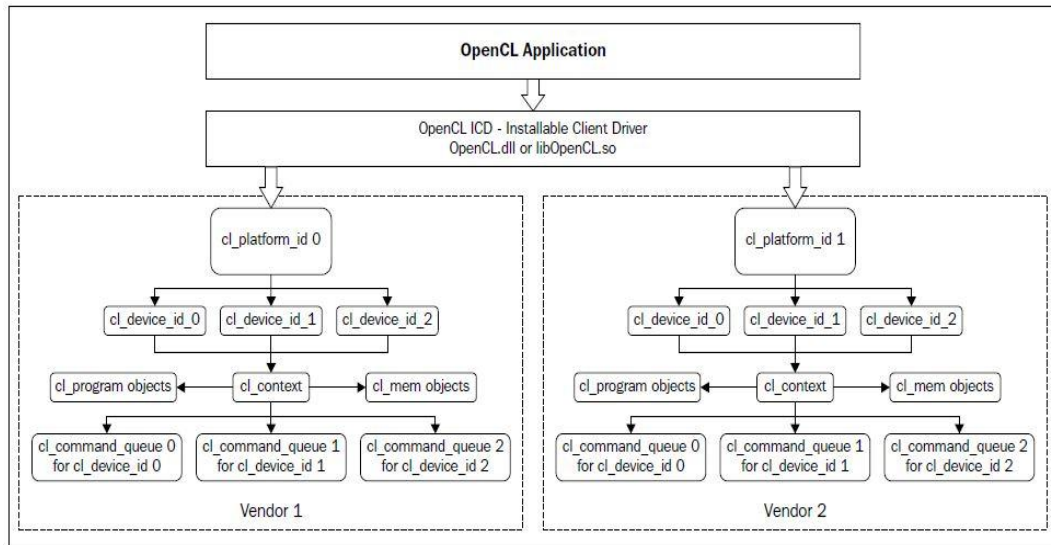 OpenCL Application
OpenCL ICD - Installable Client Driver
OpenCL.dll or libOpenCL.so
cl_platform_id 0
cl_device_id_0
cl_device_id_1
cl_device_id_2
cl_program objects
cl_context
cl_mem objects
cl_command_queue 0
for cl_device_id 0
cl_command_queue 1
for cl_device_id 1
cl_command_queue 2
for cl_device_id 2
Vendor 1
cl_platform_id 1
cl_device_id_0
cl_device_id_1
cl_device_id_2
cl_program objects
cl_context
cl_mem objects
cl_command_queue 0
for cl_device_id 0
cl_command_queue 1
for cl_device_id 1
cl_command_queue 2
for cl_device_id 2
Vendor 2